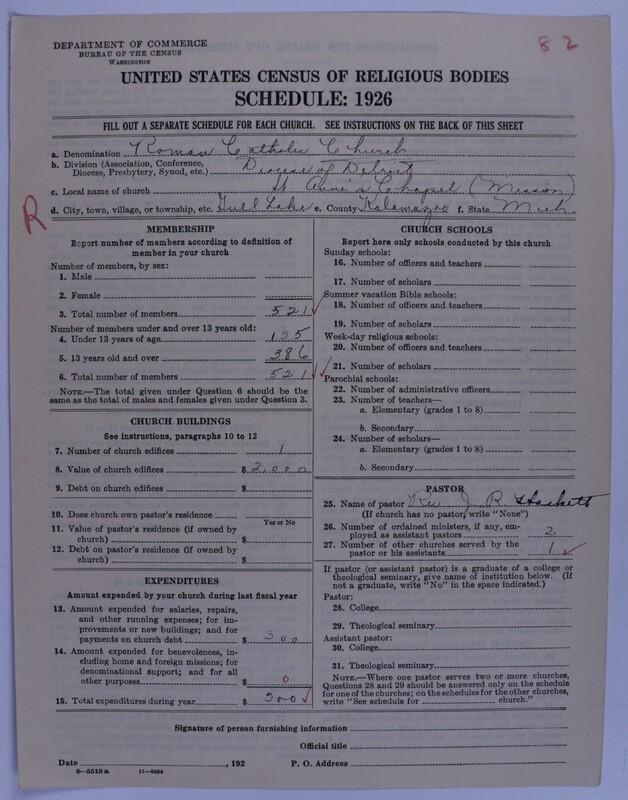 DEPARTMENT OF COMMERCE
BUREAU OF THE CENSUS
WASHINGTON
82
UNITED STATES CENSUS OF RELIGIOUS BODIES
SCHEDULE: 1926
FILL OUT A SEPARATE SCHEDULE FOR EACH CHURCH. SEE INSTRUCTIONS ON THE BACK OF THIS SHEET
a. Denomination Roman Catholic Church
b. Division (Association, Conference,
Diocese, Presbytery, Synod, etc.) Diocese of Detroit
c. Local name of church St. Anne's Chapel (Mission)
d. City, town, village, or township, etc. Gull Lake e. County Kalamazoo f. State Mich.
R
MEMBERSHIP
Report number of members according to definition of
member in your church
Number of members, by sex:
1. Male
2. Female
3. Total number of members 521
Number of members under and over 13 years old:
4. Under 13 years of age 135
5. 13 years old and over 386
6. Total number of members 521
NOTE.—The total given under Question 6 should be
the same as the total of males and females given under Question 3.
CHURCH BUILDINGS
See instructions, paragraphs 10 to 12
7. Number of church edifices 1
8. Value of church edifices $ 2,000
9. Debt on church edifices $
10. Does church own pastor's residence
Yes or No
11. Value of pastor's residence (if owned by
church) $
12. Debt on pastor's residence (if owned by
church) $
EXPENDITURES
Amount expended by your church during last fiscal year
13. Amount expended for salaries, repairs,
and other running expenses; for im-
provements or new buildings; and for
payments on church debt $ 300
14. Amount expended for benevolences, in-
cluding home and foreign missions; for
denominational support; and for all
other purposes $ 0
15. Total expenditures during year $ 300
CHURCH SCHOOLS
Report here only schools conducted by this church
Sunday schools:
16. Number of officers and teachers
17. Number of scholars
Summer vacation Bible schools:
18. Number of officers and teachers
19. Number of scholars
Week-day religious schools:
20. Number of officers and teachers
21. Number of scholars
Parochial schools:
22. Number of administrative officers
23. Number of teachers—
a. Elementary (grades 1 to 8)
b. Secondary
24. Number of scholars—
a. Elementary (grades 1 to 8)
b. Secondary
PASTOR
25. Name of pastor Rev. J. R. Hackett
(If church has no pastor, write "None")
26. Number of ordained ministers, if any, em-
ployed as assistant pastors 2
27. Number of other churches served by the
pastor or his assistants 1
If pastor (or assistant pastor) is a graduate of a college or
theological seminary, give name of institution below. (If
not a graduate, write "No" in the space indicated.)
Pastor:
28. College
29. Theological seminary
Assistant pastor:
30. College
31. Theological seminary
NOTE.—Where one pastor serves two or more churches,
Questions 28 and 29 should be answered only on the schedule
for one of the churches; on the schedules for the other churches,
write "See schedule for church."
Signature of person furnishing information
Official title
Date , 192 P. O. Address
8—5519a 11—9054